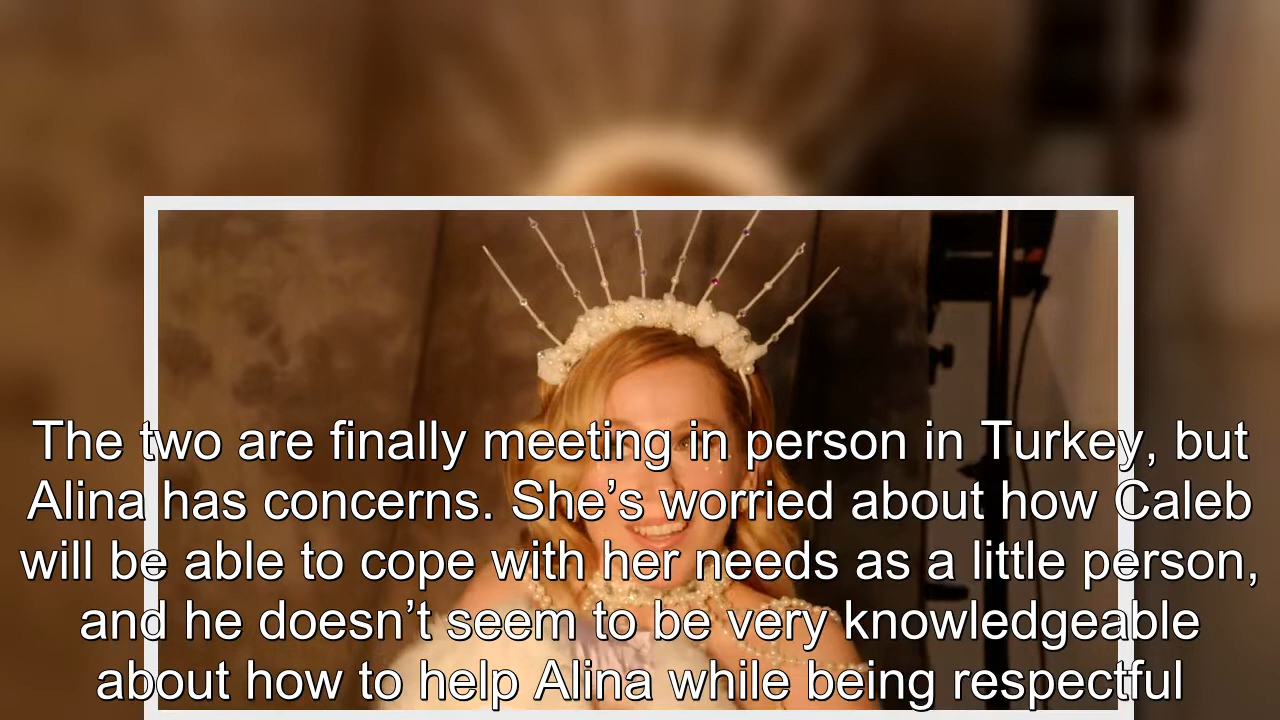 The two are finally meeting in person in Turkey, but
Alina has concerns. She’s worried about how Caleb
will be able to cope with her needs as a little person,
and he doesn’t seem to be very knowledgeable
about how to help Alina while being respectful